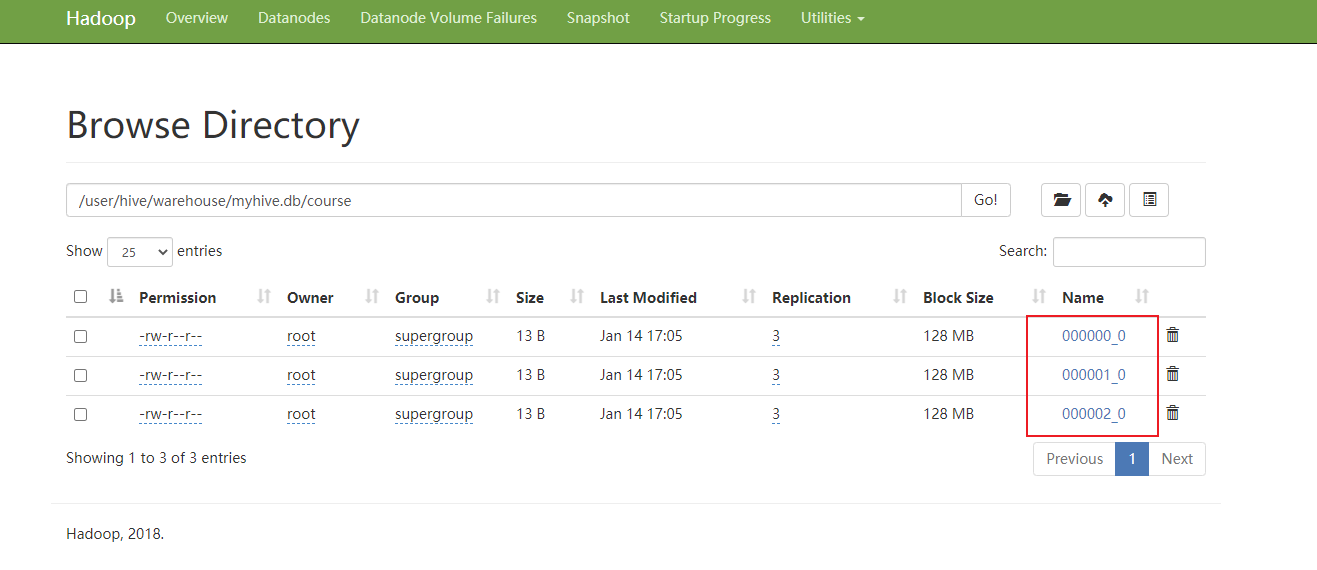 Hadoop Overview Datanodes Datanode Volume Failures Snapshot Startup Progress Utilities
Browse Directory
/user/hive/warehouse/myhive.db/course Go!
Show 25 entries Search:
Permission Owner Group Size Last Modified Replication Block Size Name
-rw-r--r-- root supergroup 13 B Jan 14 17:05 3 128 MB 000000_0
-rw-r--r-- root supergroup 13 B Jan 14 17:05 3 128 MB 000001_0
-rw-r--r-- root supergroup 13 B Jan 14 17:05 3 128 MB 000002_0
Showing 1 to 3 of 3 entries Previous 1 Next
Hadoop, 2018.